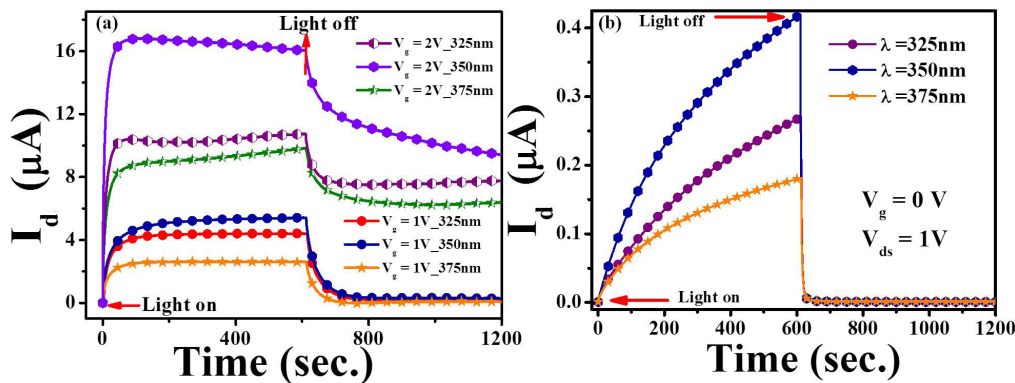 (a)
Light off
V_g = 2V_325nm
V_g = 2V_350nm
V_g = 2V_375nm
V_g = 1V_325nm
V_g = 1V_350nm
V_g = 1V_375nm
Light on
I_d (μA)
16
12
8
4
0
0 400 800 1200
Time (sec.)
(b)
Light off
λ =325nm
λ =350nm
λ =375nm
V_g = 0 V
V_ds = 1V
Light on
I_d (μA)
0.4
0.3
0.2
0.1
0.0
0 200 400 600 800 1000 1200
Time (sec.)